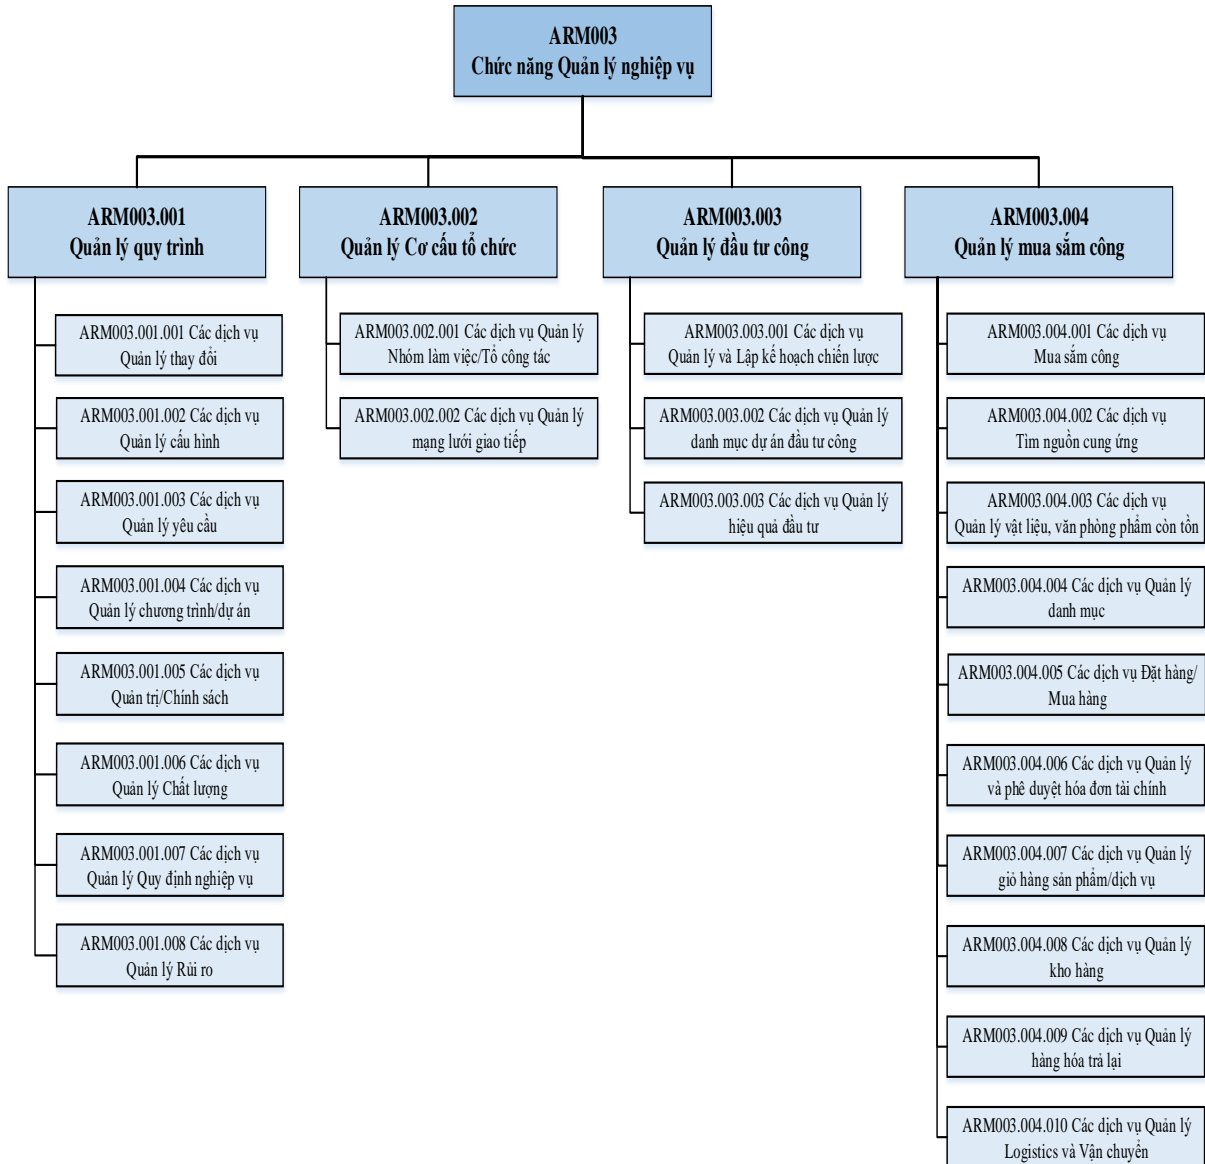 ARM003
Chức năng Quản lý nghiệp vụ
ARM003.001
Quản lý quy trình
ARM003.001.001 Các dịch vụ
Quản lý thay đổi
ARM003.001.002 Các dịch vụ
Quản lý cấu hình
ARM003.001.003 Các dịch vụ
Quản lý yêu cầu
ARM003.001.004 Các dịch vụ
Quản lý chương trình/dự án
ARM003.001.005 Các dịch vụ
Quản trị/Chính sách
ARM003.001.006 Các dịch vụ
Quản lý Chất lượng
ARM003.001.007 Các dịch vụ
Quản lý Quy định nghiệp vụ
ARM003.001.008 Các dịch vụ
Quản lý Rủi ro
ARM003.002
Quản lý Cơ cấu tổ chức
ARM003.002.001 Các dịch vụ Quản lý
Nhóm làm việc/Tổ công tác
ARM003.002.002 Các dịch vụ Quản lý
mạng lưới giao tiếp
ARM003.003
Quản lý đầu tư công
ARM003.003.001 Các dịch vụ
Quản lý và Lập kế hoạch chiến lược
ARM003.003.002 Các dịch vụ Quản lý
danh mục dự án đầu tư công
ARM003.003.003 Các dịch vụ Quản lý
hiệu quả đầu tư
ARM003.004
Quản lý mua sắm công
ARM003.004.001 Các dịch vụ
Mua sắm công
ARM003.004.002 Các dịch vụ
Tìm nguồn cung ứng
ARM003.004.003 Các dịch vụ
Quản lý vật liệu, văn phòng phẩm còn tồn
ARM003.004.004 Các dịch vụ Quản lý
danh mục
ARM003.004.005 Các dịch vụ Đặt hàng/
Mua hàng
ARM003.004.006 Các dịch vụ Quản lý
và phê duyệt hóa đơn tài chính
ARM003.004.007 Các dịch vụ Quản lý
giỏ hàng sản phẩm/dịch vụ
ARM003.004.008 Các dịch vụ Quản lý
kho hàng
ARM003.004.009 Các dịch vụ Quản lý
hàng hóa trả lại
ARM003.004.010 Các dịch vụ Quản lý
Logistics và Vận chuyển